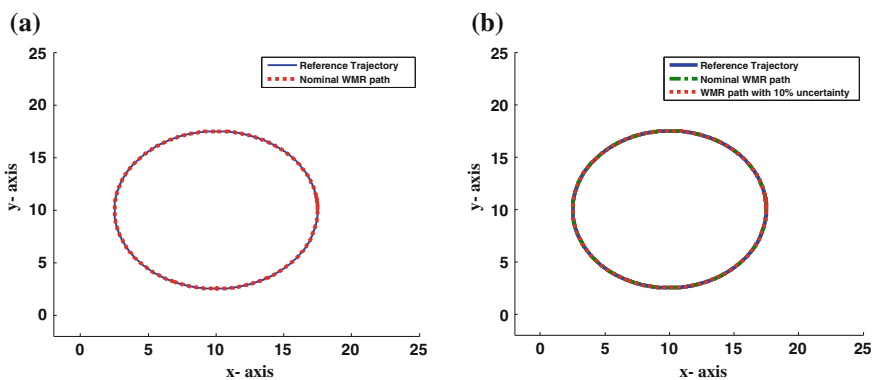 (a)
25
20
15
10
5
0
y- axis
0 5 10 15 20 25
x- axis
Reference Trajectory
Nominal WMR path
(b)
25
20
15
10
5
0
y- axis
0 5 10 15 20 25
x- axis
Reference Trajectory
Nominal WMR path
WMR path with 10% uncertainty